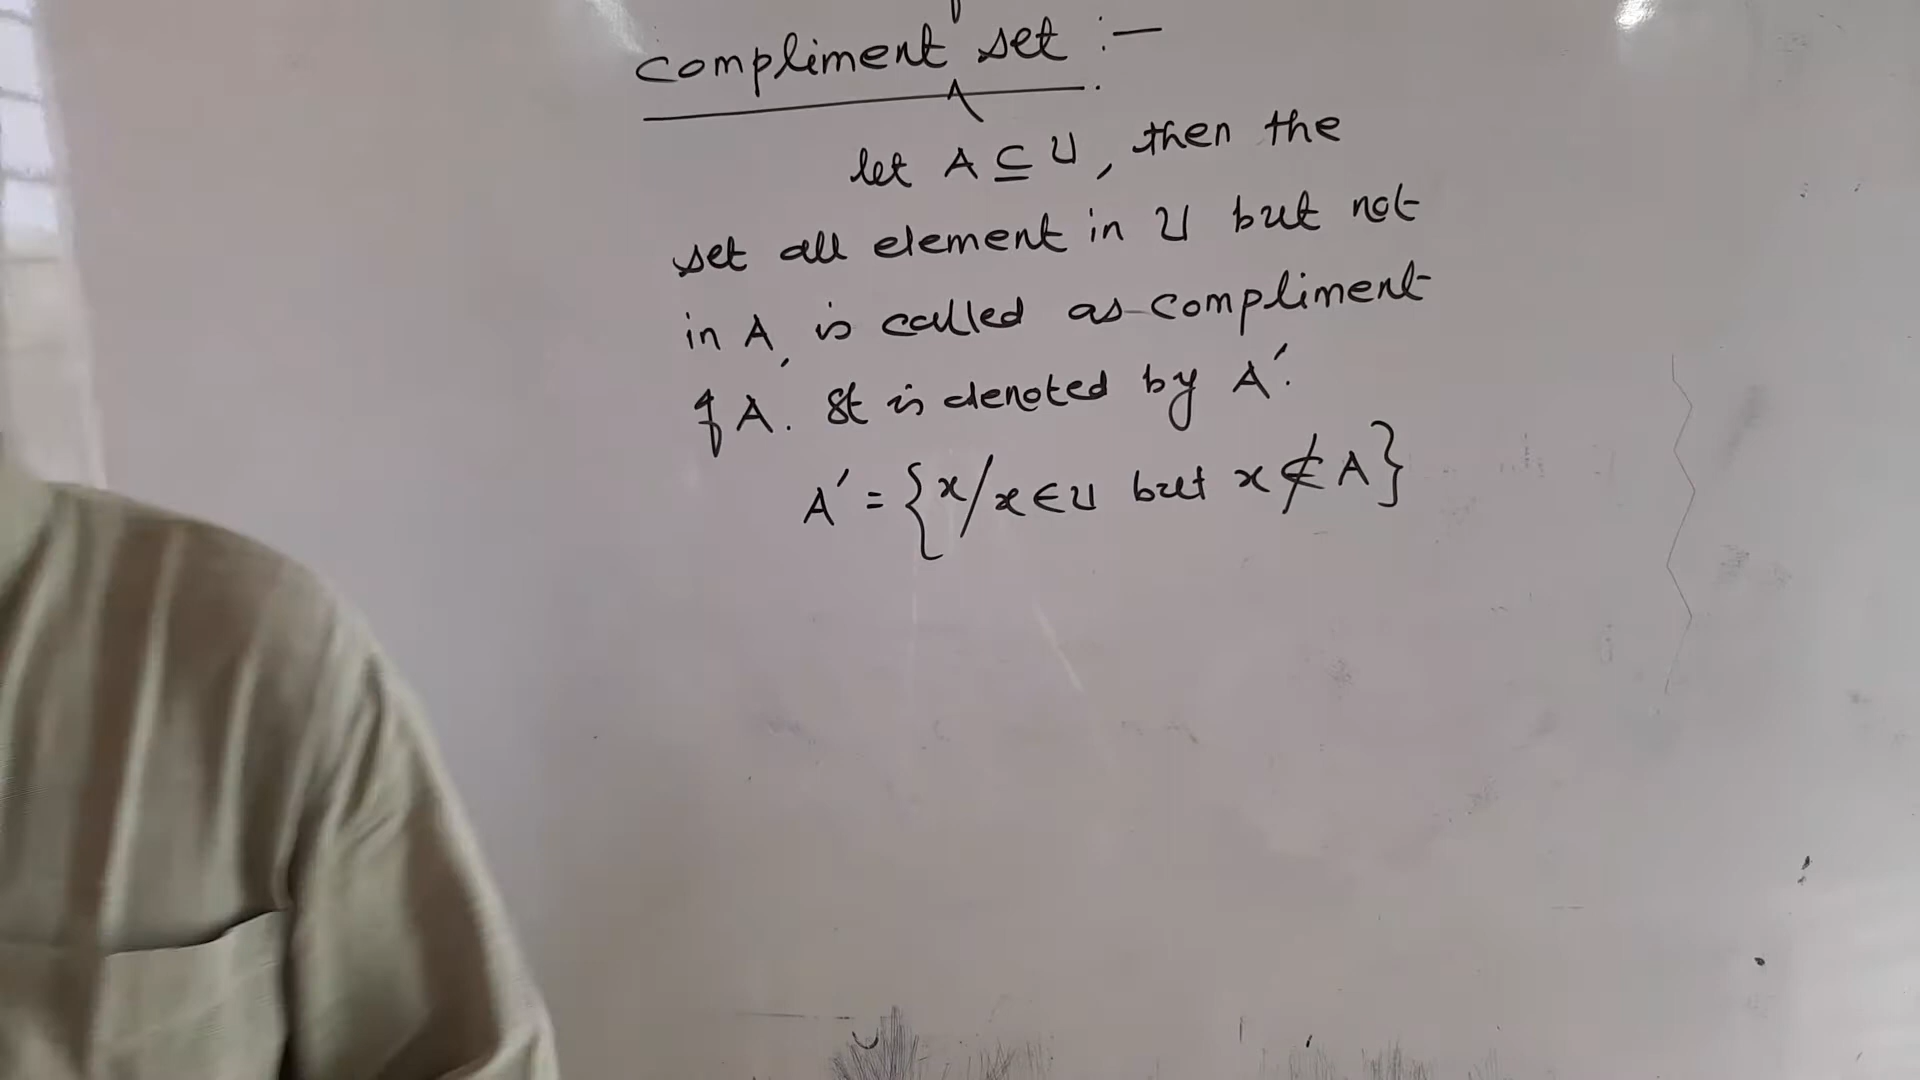 compliment set :-
let A ⊆ U, then the
set all element in U but not
in A, is called as compliment
of A. It is denoted by A'.
A' = {x/x ∈ U but x ∉ A}